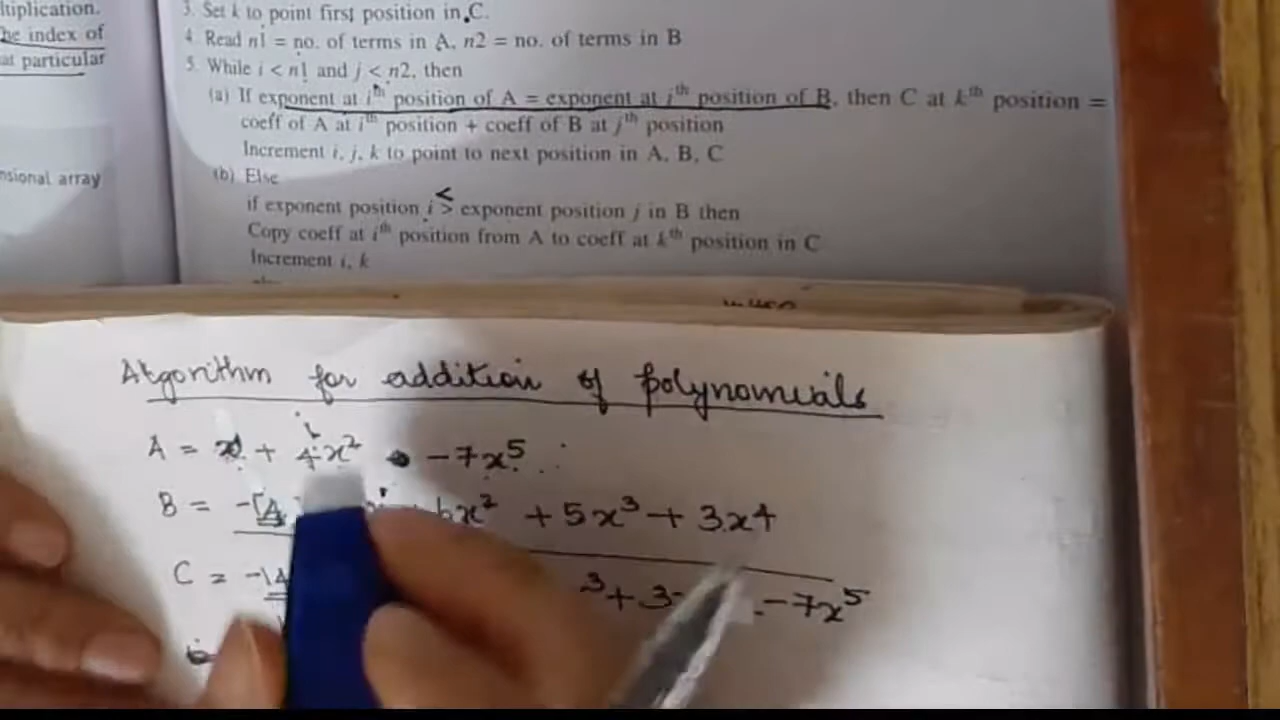 ltiplication.
he index of
at particular
nsional array
3. Set k to point first position in C.
4. Read n1 = no. of terms in A, n2 = no. of terms in B
5. While i < n1 and j < n2, then
(a) If exponent at iᵗʰ position of A = exponent at jᵗʰ position of B, then C at kᵗʰ position =
coeff of A at iᵗʰ position + coeff of B at jᵗʰ position
Increment i, j, k to point to next position in A, B, C
(b) Else
<
if exponent position i > exponent position j in B then
Copy coeff at iᵗʰ position from A to coeff at kᵗʰ position in C
Increment i, k
Algorithm for addition of polynomials
A = + 4x² -7x⁵
B = x² + 5x³ + 3x4
C = ³ + 3 -7x⁵